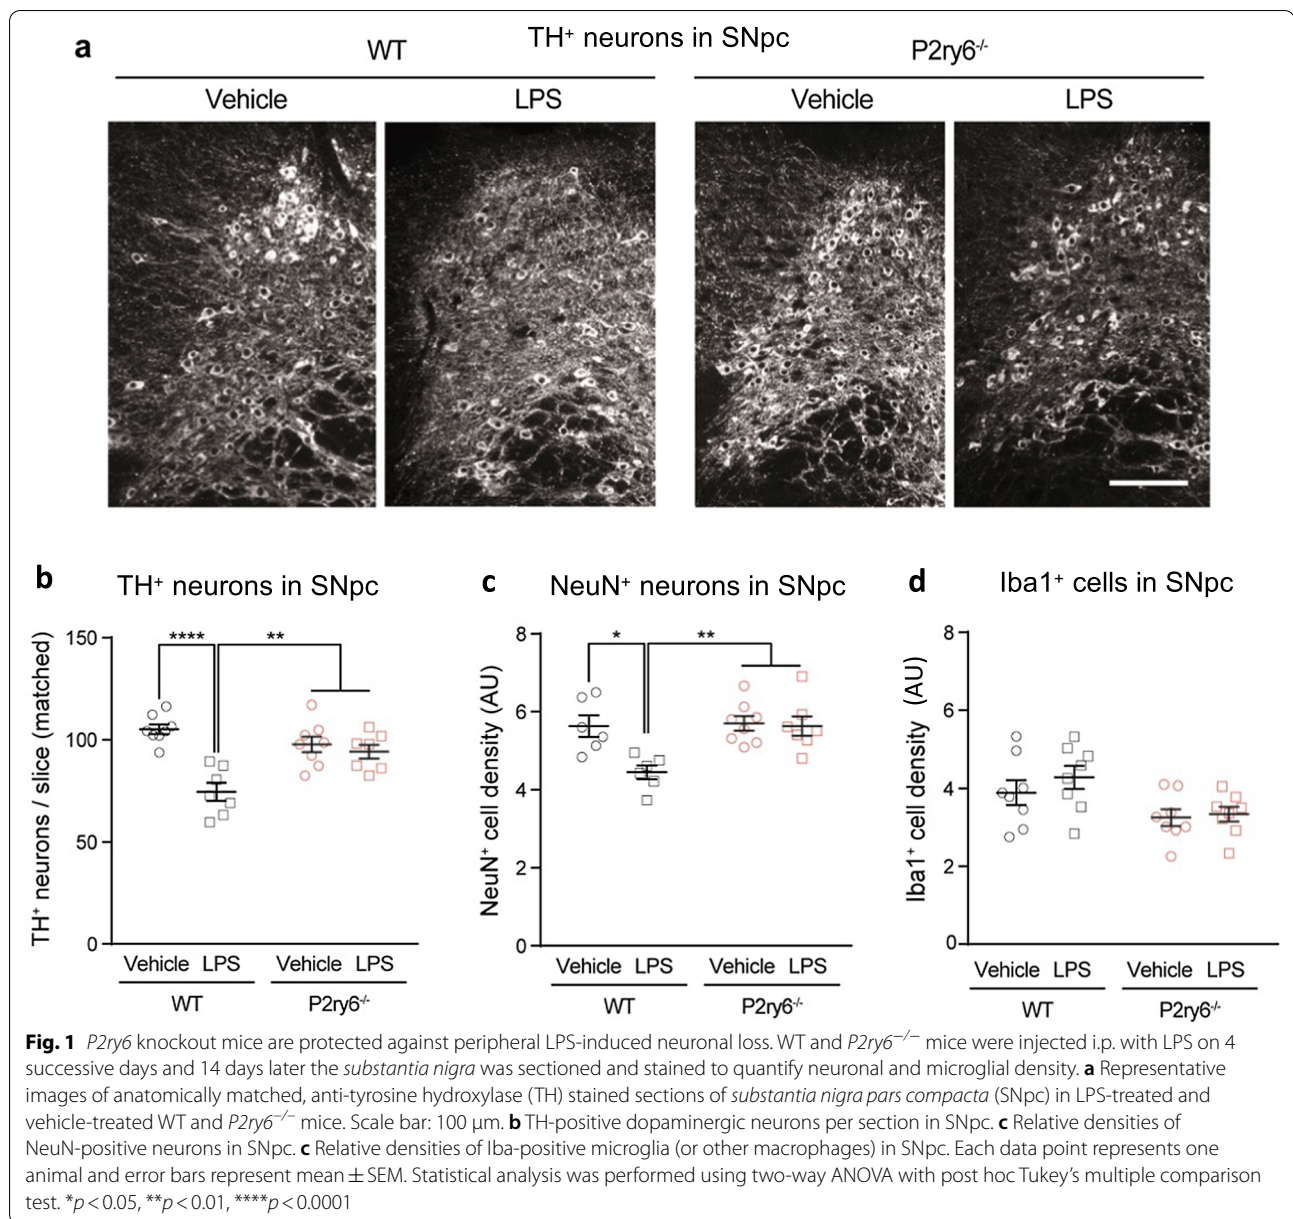 a
TH⁺ neurons in SNpc
WT
P2ry6⁻/⁻
Vehicle
LPS
Vehicle
LPS
b
TH⁺ neurons in SNpc
TH⁺ neurons / slice (matched)
150
100
50
0
****
**
Vehicle LPS Vehicle LPS
WT P2ry6⁻/⁻
c
NeuN⁺ neurons in SNpc
NeuN⁺ cell density (AU)
8
6
4
2
0
*
**
Vehicle LPS Vehicle LPS
WT P2ry6⁻/⁻
d
Iba1⁺ cells in SNpc
Iba1⁺ cell density (AU)
8
6
4
2
0
Vehicle LPS Vehicle LPS
WT P2ry6⁻/⁻
Fig. 1 P2ry6 knockout mice are protected against peripheral LPS-induced neuronal loss. WT and P2ry6⁻/⁻ mice were injected i.p. with LPS on 4
successive days and 14 days later the substantia nigra was sectioned and stained to quantify neuronal and microglial density. a Representative
images of anatomically matched, anti-tyrosine hydroxylase (TH) stained sections of substantia nigra pars compacta (SNpc) in LPS-treated and
vehicle-treated WT and P2ry6⁻/⁻ mice. Scale bar: 100 µm. b TH-positive dopaminergic neurons per section in SNpc. c Relative densities of
NeuN-positive neurons in SNpc. c Relative densities of Iba-positive microglia (or other macrophages) in SNpc. Each data point represents one
animal and error bars represent mean ± SEM. Statistical analysis was performed using two-way ANOVA with post hoc Tukey's multiple comparison
test. *p < 0.05, **p < 0.01, ****p < 0.0001